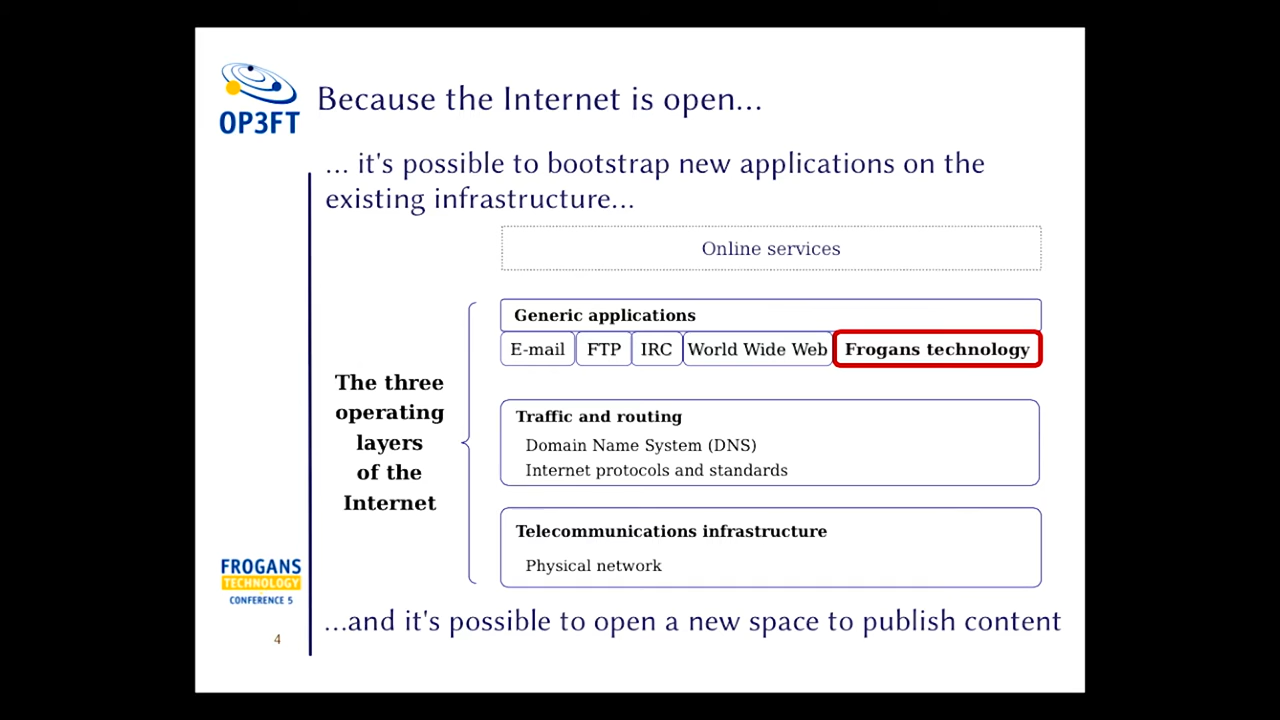 OP3FT
Because the Internet is open...
... it's possible to bootstrap new applications on the
existing infrastructure...
Online services
Generic applications
E-mail FTP IRC World Wide Web Frogans technology
The three
operating
layers
of the
Internet
Traffic and routing
Domain Name System (DNS)
Internet protocols and standards
Telecommunications infrastructure
Physical network
FROGANS
TECHNOLOGY
CONFERENCE 5
...and it's possible to open a new space to publish content
4